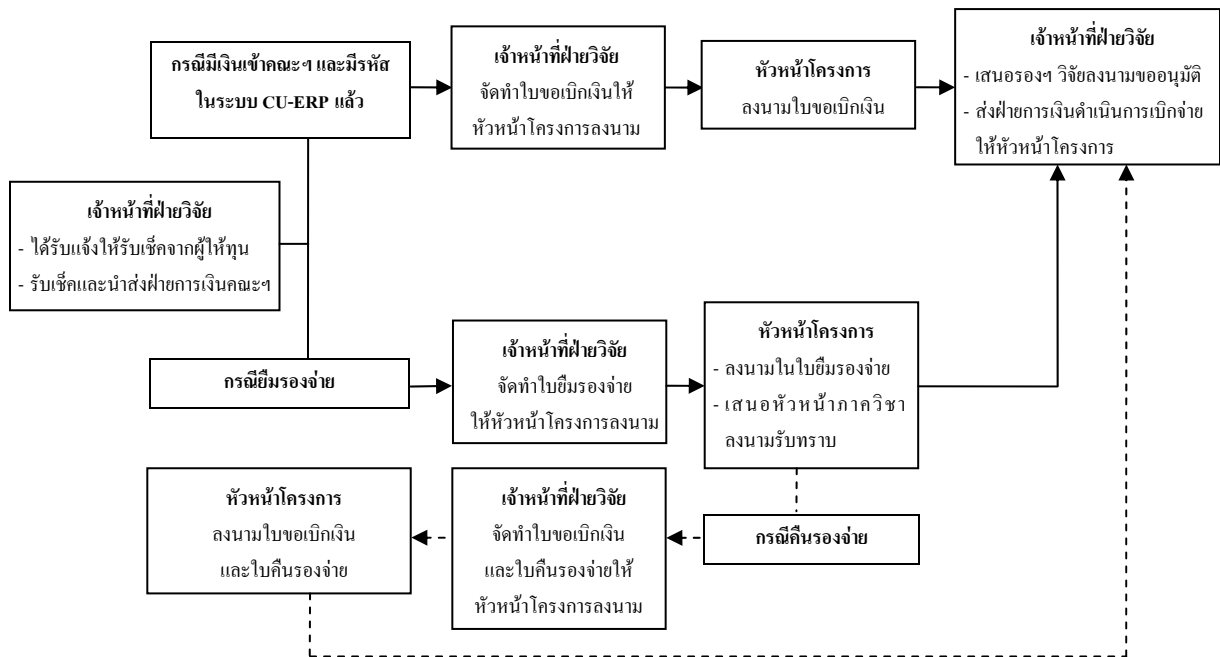 กรณีมีเงินเข้าคณะฯ และมีรหัส
ในระบบ CU-ERP แล้ว
เจ้าหน้าที่ฝ่ายวิจัย
จัดทำใบขอเบิกเงินให้
หัวหน้าโครงการลงนาม
หัวหน้าโครงการ
ลงนามใบขอเบิกเงิน
เจ้าหน้าที่ฝ่ายวิจัย
- เสนอรองฯ วิจัยลงนามขออนุมัติ
- ส่งฝ่ายการเงินดำเนินการเบิกจ่าย
ให้หัวหน้าโครงการ
เจ้าหน้าที่ฝ่ายวิจัย
- ได้รับแจ้งให้รับเช็คจากผู้ให้ทุน
- รับเช็คและนำส่งฝ่ายการเงินคณะฯ
กรณียืมรองจ่าย
เจ้าหน้าที่ฝ่ายวิจัย
จัดทำใบยืมรองจ่าย
ให้หัวหน้าโครงการลงนาม
หัวหน้าโครงการ
- ลงนามในใบยืมรองจ่าย
- เสนอหัวหน้าภาควิชา
ลงนามรับทราบ
กรณีคืนรองจ่าย
เจ้าหน้าที่ฝ่ายวิจัย
จัดทำใบขอเบิกเงิน
และใบคืนรองจ่ายให้
หัวหน้าโครงการลงนาม
หัวหน้าโครงการ
ลงนามใบขอเบิกเงิน
และใบคืนรองจ่าย